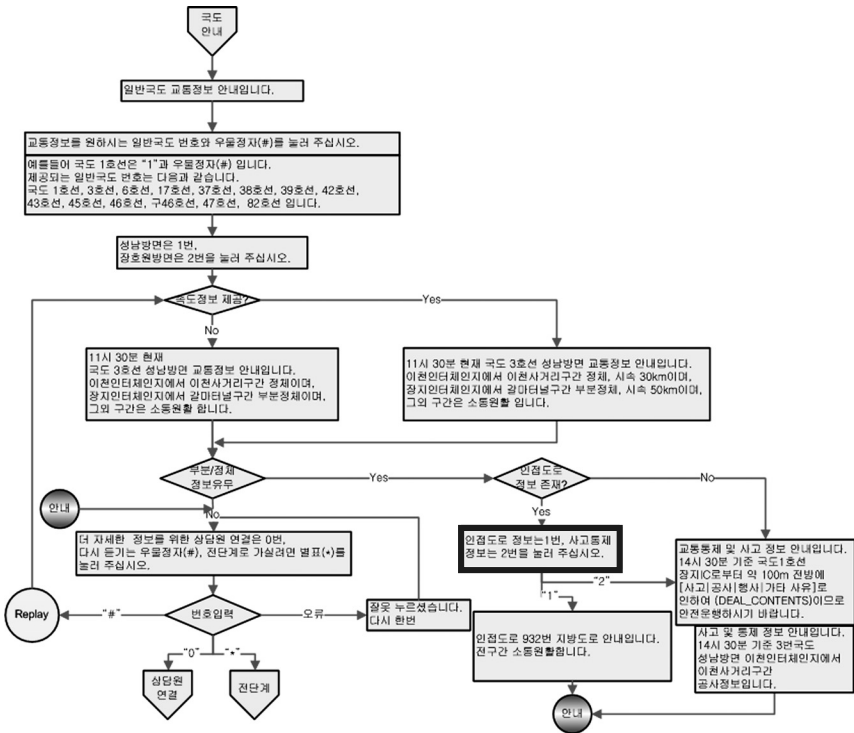 국도
안내
일반국도 교통정보 안내입니다.
교통정보를 원하시는 일반국도 번호와 우물정자(#)를 눌러 주십시오.
예를들어 국도 1호선은 "1"과 우물정자(#) 입니다.
제공되는 일반국도 번호는 다음과 같습니다.
국도 1호선, 3호선, 6호선, 17호선, 37호선, 38호선, 39호선, 42호선,
43호선, 45호선, 46호선, 구46호선, 47호선, 82호선 입니다.
성남방면은 1번,
장호원방면은 2번을 눌러 주십시오.
속도정보 제공?
Yes
No
11시 30분 현재
국도 3호선 성남방면 교통정보 안내입니다.
이천인터체인지에서 이천사거리구간 정체이며,
장지인터체인지에서 갈마터널구간 부분정체이며,
그외 구간은 소통원활 합니다.
11시 30분 현재 국도 3호선 성남방면 교통정보 안내입니다.
이천인터체인지에서 이천사거리구간 정체, 시속 30km이며,
장지인터체인지에서 갈마터널구간 부분정체, 시속 50km이며,
그외 구간은 소통원활 입니다.
부분/정체
정보유무
Yes
인접도로
정보 존재?
No
안내
No
Yes
더 자세한 정보를 위한 상담원 연결은 0번,
다시 듣기는 우물정자(#), 전단계로 가실려면 별표(*)를
눌러 주십시오.
인접도로 정보는1번, 사고통제
정보는 2번을 눌러 주십시오.
교통통제 및 사고 정보 안내입니다.
14시 30분 기준 국도1호선
장지IC로부터 약 100m 전방에
[사고|공사|행사|기타 사유]로
인하여 (DEAL_CONTENTS)이므로
안전운행하시기 바랍니다.
"2"
"1"
Replay
"#"
번호입력
오류
잘못 누르셨습니다.
다시 한번
인접도로 932번 지방도로 안내입니다.
전구간 소통원활합니다.
사고 및 통제 정보 안내입니다.
14시 30분 기준 3번국도
성남방면 이천인터체인지에서
이천사거리구간
공사정보입니다.
"0"
"*"
상담원
연결
전단계
안내